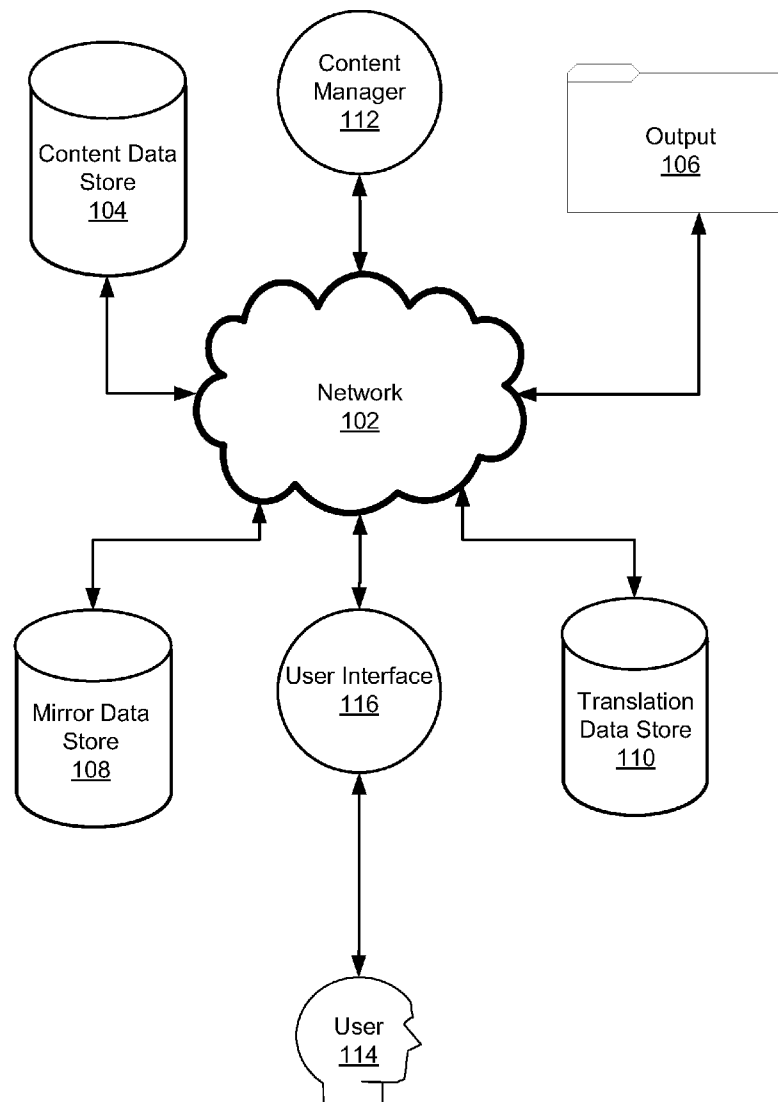 Content
Manager
112
Content Data
Store
104
Output
106
Network
102
Mirror Data
Store
108
User Interface
116
Translation
Data Store
110
User
114